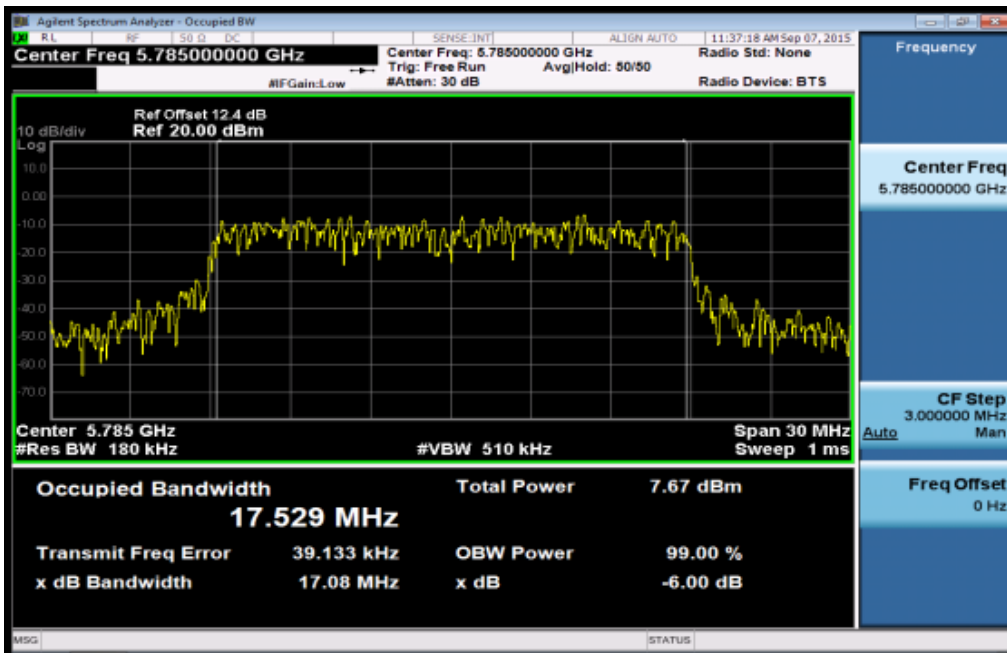 Agilent Spectrum Analyzer - Occupied BW
RL RF 50 Ω DC SENSE:INT ALIGN AUTO 11:37:18 AM Sep 07, 2015
Center Freq 5.785000000 GHz
Center Freq: 5.785000000 GHz Radio Std: None
Trig: Free Run Avg|Hold: 50/50
#IFGain:Low #Atten: 30 dB Radio Device: BTS
Ref Offset 12.4 dB
10 dB/div Ref 20.00 dBm
Log
10.0
0.00
-10.0
-20.0
-30.0
-40.0
-50.0
-60.0
-70.0
Center 5.785 GHz Span 30 MHz
#Res BW 180 kHz #VBW 510 kHz Sweep 1 ms
Occupied Bandwidth Total Power 7.67 dBm
17.529 MHz
Transmit Freq Error 39.133 kHz OBW Power 99.00 %
x dB Bandwidth 17.08 MHz x dB -6.00 dB
MSG STATUS
Frequency
Center Freq
5.785000000 GHz
CF Step
3.000000 MHz
Auto Man
Freq Offset
0 Hz